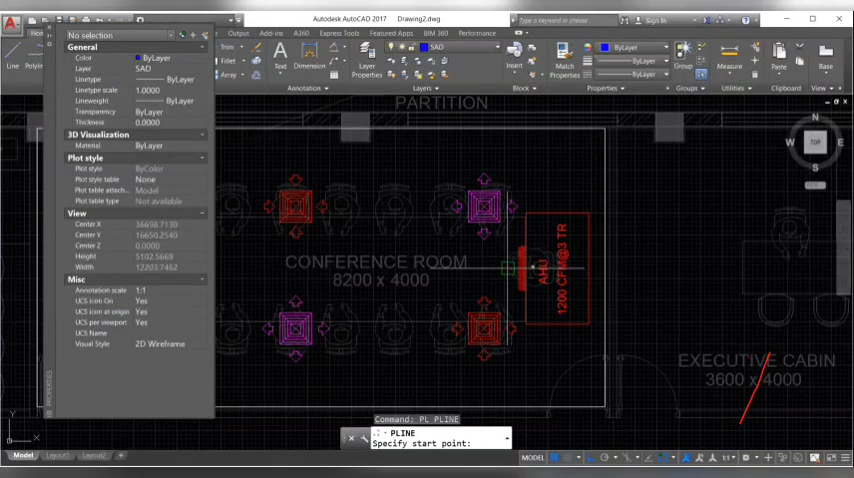 Autodesk AutoCAD 2017 Drawing2.dwg
Type a keyword or phrase
Sign In
Output
Add-ins
A360
Express Tools
Featured Apps
BIM 360
Performance
Line
Polyli
Trim
Fillet
Array
Text
Dimension
Annotation
Layer
Properties
SAD
Layers
Insert
Match
Properties
ByLayer
ByLayer
ByLayer
Properties
Group
Groups
Measure
Utilities
Paste
Clipboard
Base
View
No selection
General
Color ByLayer
Layer SAD
Linetype ByLayer
Linetype scale 1.0000
Lineweight ByLayer
Transparency ByLayer
Thickness 0.0000
3D Visualization
Material ByLayer
Plot style
Plot style ByColor
Plot style table None
Plot table attach... Model
Plot table type Not available
View
Center X 36698.7130
Center Y 16650.2540
Center Z 0.0000
Height 5102.5669
Width 12203.7462
Misc
Annotation scale 1:1
UCS icon On Yes
UCS icon at origin Yes
UCS per viewport Yes
UCS Name
Visual Style 2D Wireframe
PROPERTIES
PARTITION
CONFERENCE ROOM
8200 x 4000
AHU
1200 CFM@3 TR
EXECUTIVE CABIN
3600 x 4000
N
W TOP E
S
Y
X
Command: PL PLINE
PLINE
Specify start point:
Model Layout1 Layout2 +
MODEL
1:1